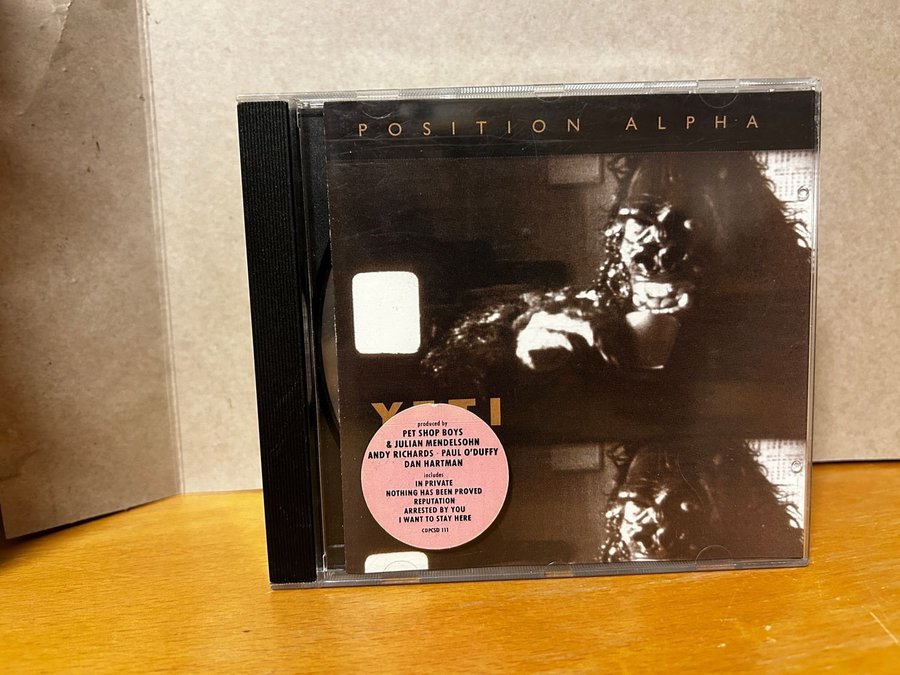 POSITION ALPHA
YETI
produced by
PET SHOP BOYS
& JULIAN MENDELSOHN
ANDY RICHARDS · PAUL O'DUFFY
DAN HARTMAN
includes
IN PRIVATE
NOTHING HAS BEEN PROVED
REPUTATION
ARRESTED BY YOU
I WANT TO STAY HERE
CDPCSD 111